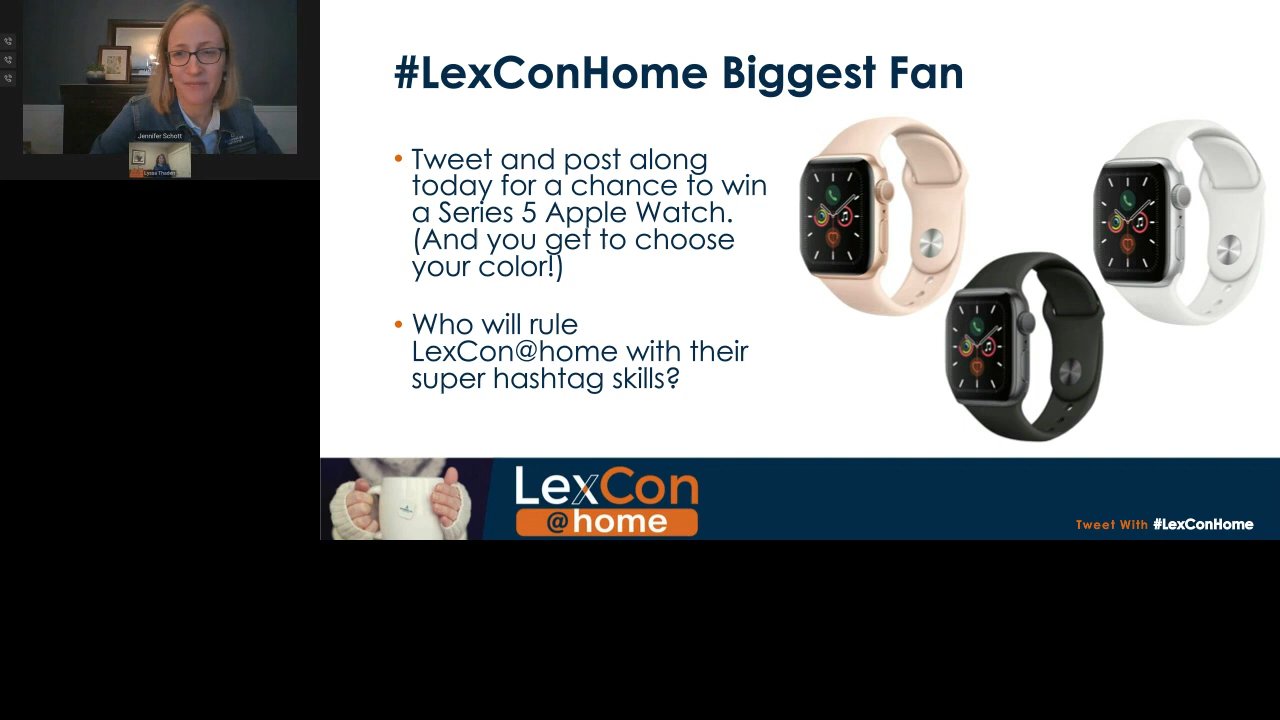 Jennifer Schott
Lyssa Thaden
#LexConHome Biggest Fan
• Tweet and post along
today for a chance to win
a Series 5 Apple Watch.
(And you get to choose
your color!)
• Who will rule
LexCon@home with their
super hashtag skills?
LexCon
@home
Tweet With #LexConHome